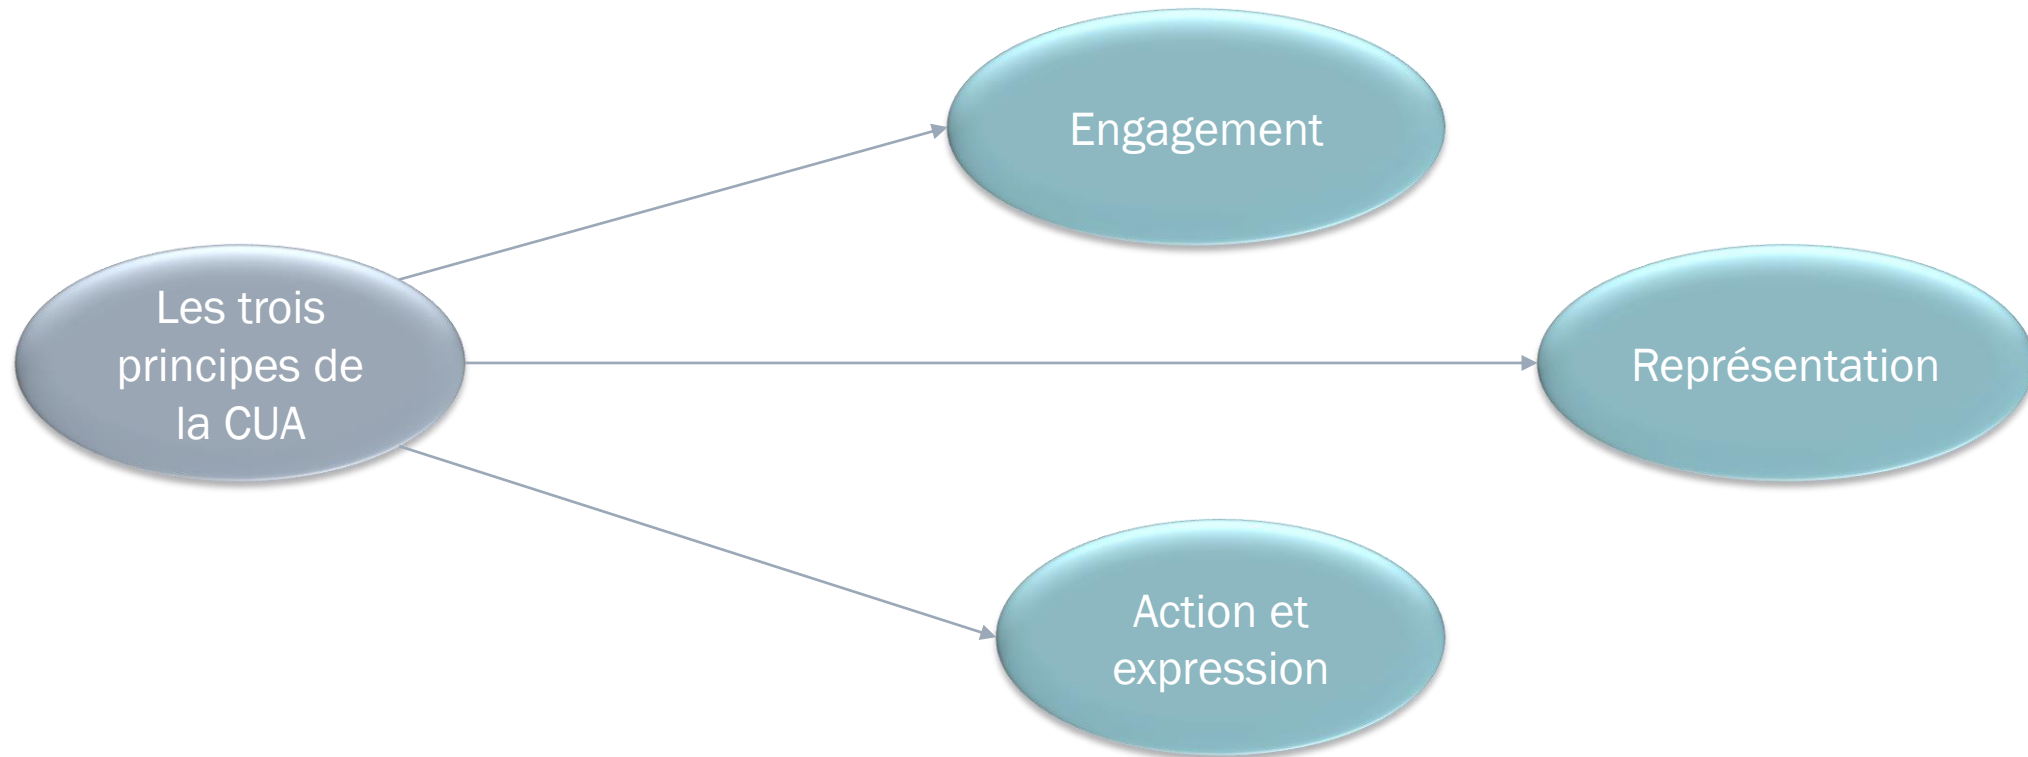 Engagement
Les trois
principes de
la CUA
Représentation
Action et
expression